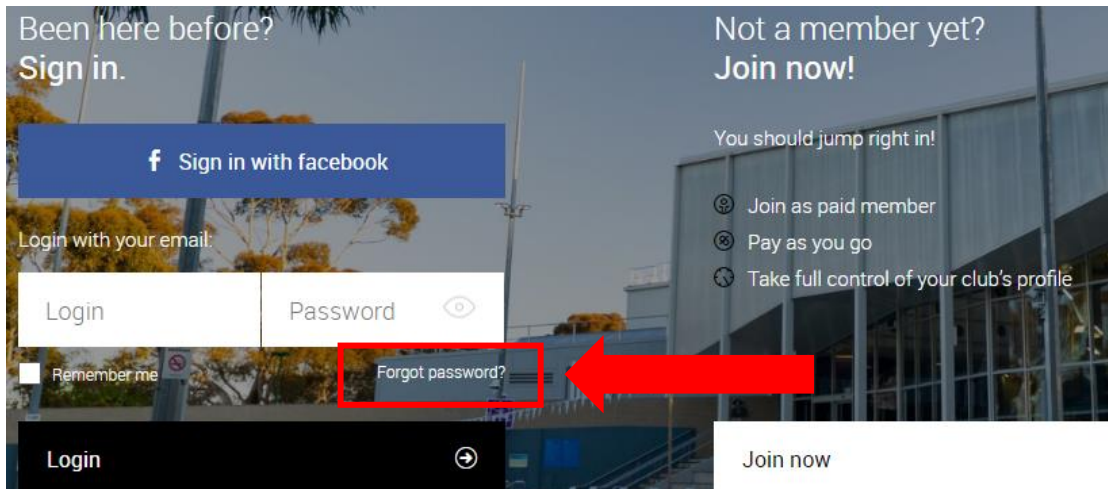 Been here before?
Sign in.
Sign in with facebook
Login with your email:
Login
Password
Remember me
Forgot password?
Login
Not a member yet?
Join now!
You should jump right in!
Join as paid member
Pay as you go
Take full control of your club's profile
Join now